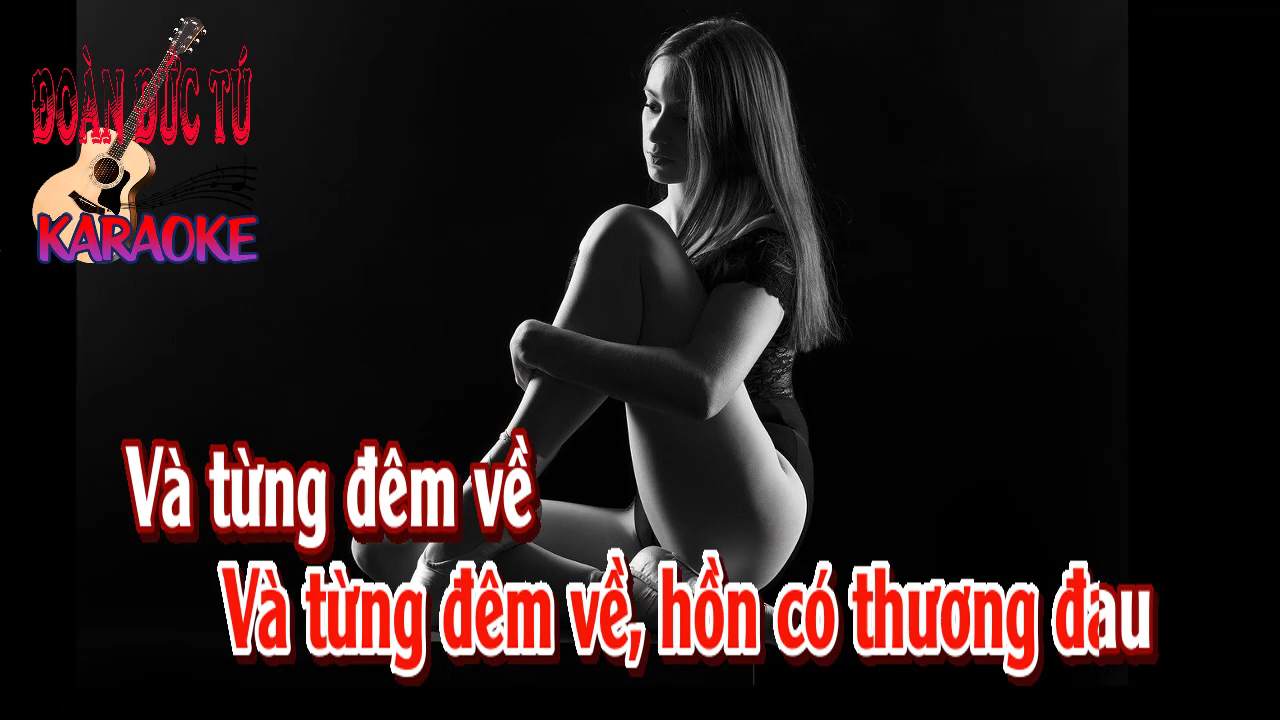 ĐOÀN ĐỨC TÚ
KARAOKE
Và từng đêm về
Và từng đêm về, hồn có thương đau